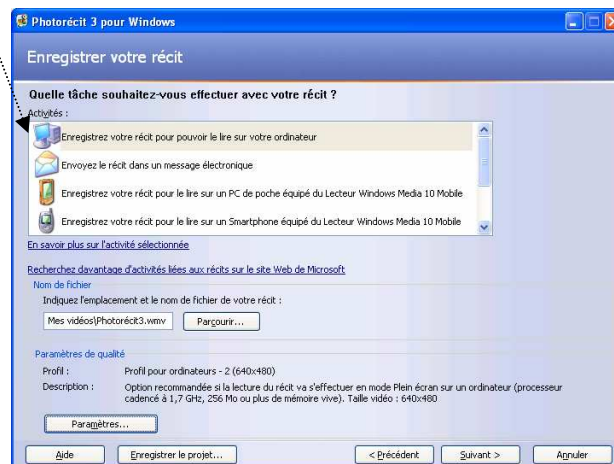 Photorécit 3 pour Windows
Enregistrer votre récit
Quelle tâche souhaitez-vous effectuer avec votre récit ?
Activités :
Enregistrez votre récit pour pouvoir le lire sur votre ordinateur
Envoyez le récit dans un message électronique
Enregistrez votre récit pour le lire sur un PC de poche équipé du Lecteur Windows Media 10 Mobile
Enregistrez votre récit pour le lire sur un Smartphone équipé du Lecteur Windows Media 10 Mobile
En savoir plus sur l'activité sélectionnée
Recherchez davantage d'activités liées aux récits sur le site Web de Microsoft
Nom de fichier
Indiquez l'emplacement et le nom de fichier de votre récit :
Mes vidéos\Photorécit3.wmv Parcourir...
Paramètres de qualité
Profil : Profil pour ordinateurs - 2 (640x480)
Description : Option recommandée si la lecture du récit va s'effectuer en mode Plein écran sur un ordinateur (processeur
cadencé à 1,7 GHz, 256 Mo ou plus de mémoire vive). Taille vidéo : 640x480
Paramètres...
Aide Enregistrer le projet... < Précédent Suivant > Annuler